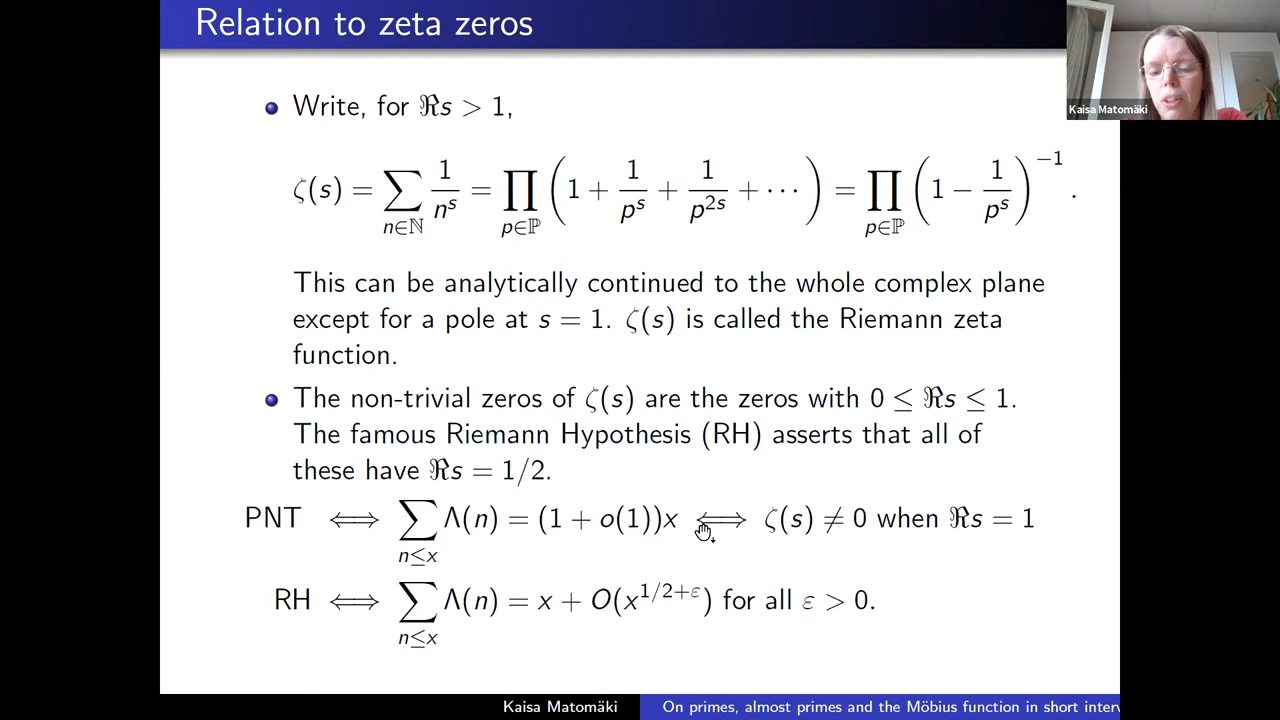 Relation to zeta zeros
Kaisa Matomäki
Write, for ℜs > 1,
ζ(s) = ∑_{n∈ℕ} 1/n^s = ∏_{p∈ℙ} (1 + 1/p^s + 1/p^{2s} + ⋯) = ∏_{p∈ℙ} (1 − 1/p^s)^{−1}.
This can be analytically continued to the whole complex plane
except for a pole at s = 1. ζ(s) is called the Riemann zeta
function.
The non-trivial zeros of ζ(s) are the zeros with 0 ≤ ℜs ≤ 1.
The famous Riemann Hypothesis (RH) asserts that all of
these have ℜs = 1/2.
PNT ⟺ ∑_{n≤x} Λ(n) = (1 + o(1))x ⟺ ζ(s) ≠ 0 when ℜs = 1
RH ⟺ ∑_{n≤x} Λ(n) = x + O(x^{1/2+ε}) for all ε > 0.
Kaisa Matomäki
On primes, almost primes and the Möbius function in short interv